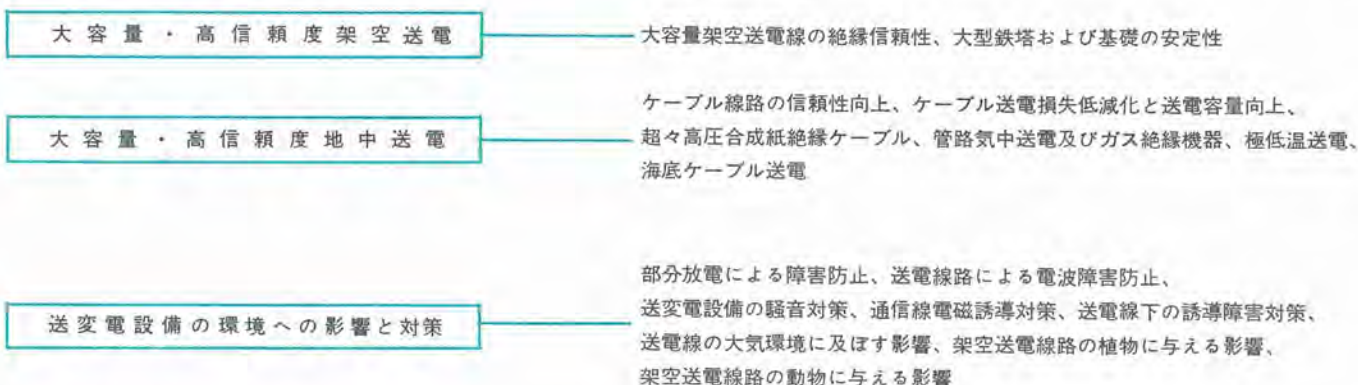 大容量・高信頼度架空送電
大容量架空送電線の絶縁信頼性、大型鉄塔および基礎の安定性
大容量・高信頼度地中送電
ケーブル線路の信頼性向上、ケーブル送電損失低減化と送電容量向上、
超々高圧合成紙絶縁ケーブル、管路気中送電及びガス絶縁機器、極低温送電、
海底ケーブル送電
送変電設備の環境への影響と対策
部分放電による障害防止、送電線路による電波障害防止、
送変電設備の騒音対策、通信線電磁誘導対策、送電線下の誘導障害対策、
送電線の大気環境に及ぼす影響、架空送電線路の植物に与える影響、
架空送電線路の動物に与える影響